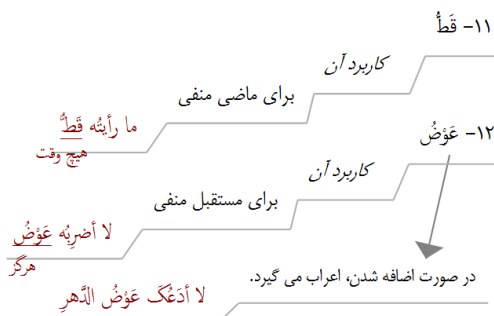 ۱۱- قَطُّ
کاربرد آن
برای ماضی منفی
ما رأیتُه قَطُّ
هیچ وقت
۱۲- عَوْضُ
کاربرد آن
برای مستقبل منفی
لا أضرِبُه عَوْضُ
هرگز
در صورت اضافه شدن، اعراب می گیرد.
لا أدَعُکَ عَوْضُ الدَّهرِ